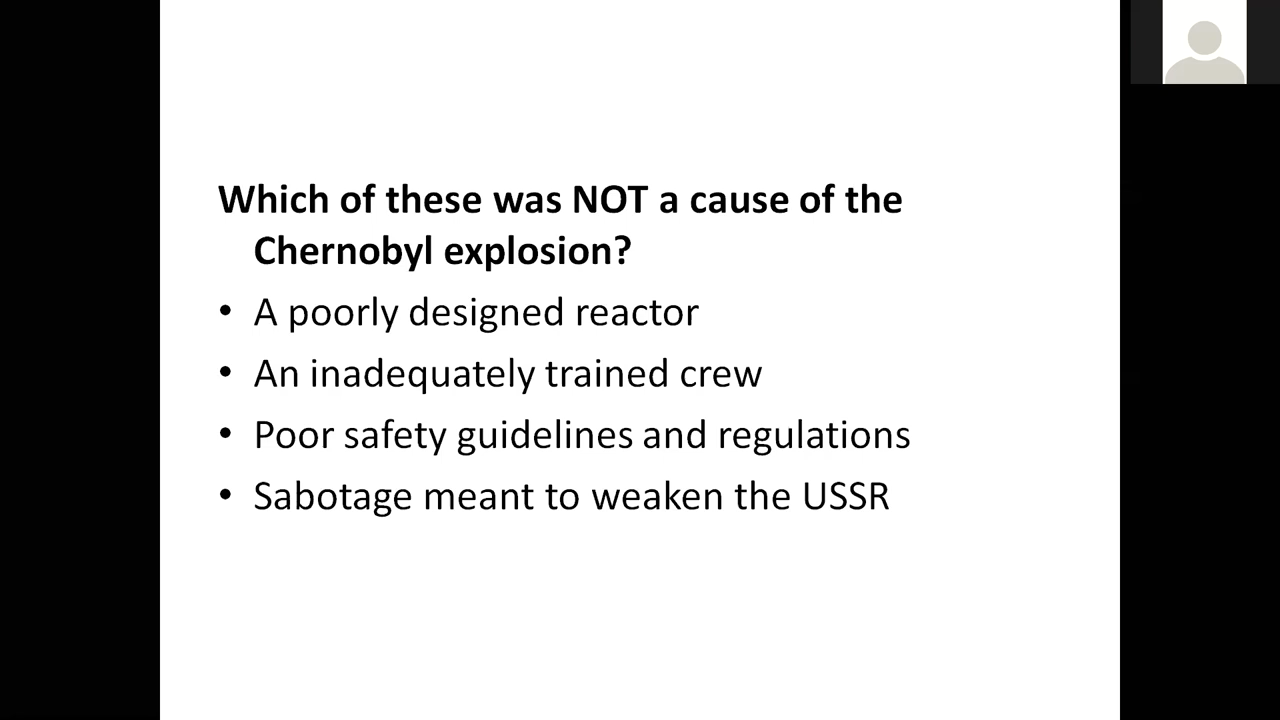 Which of these was NOT a cause of the
Chernobyl explosion?
• A poorly designed reactor
• An inadequately trained crew
• Poor safety guidelines and regulations
• Sabotage meant to weaken the USSR